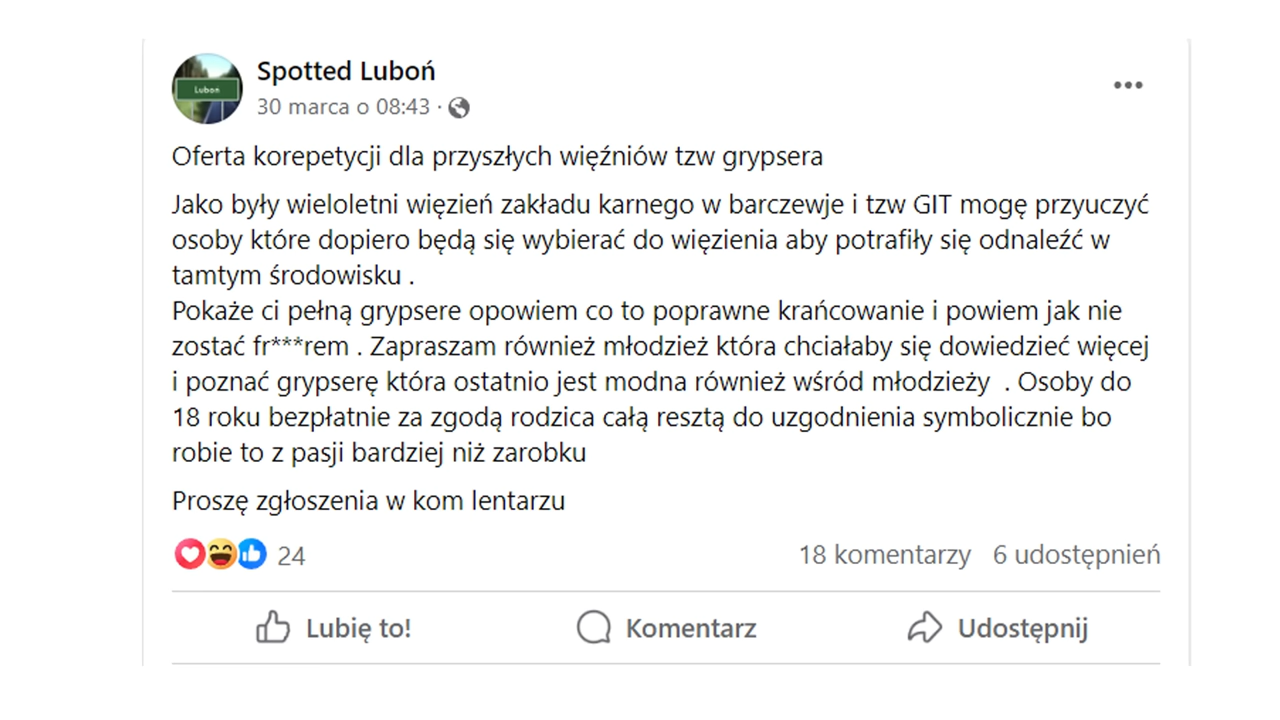 Luboń
Spotted Luboń
30 marca o 08:43 ·
Oferta korepetycji dla przyszłych więźniów tzw grypsera
Jako były wieloletni więzień zakładu karnego w barczewje i tzw GIT mogę przyuczyć
osoby które dopiero będą się wybierać do więzienia aby potrafiły się odnaleźć w
tamtym środowisku .
Pokaże ci pełną grypsere opowiem co to poprawne krańcowanie i powiem jak nie
zostać fr***rem . Zapraszam również młodzież która chciałaby się dowiedzieć więcej
i poznać grypserę która ostatnio jest modna również wśród młodzieży  . Osoby do
18 roku bezpłatnie za zgodą rodzica całą resztą do uzgodnienia symbolicznie bo
robie to z pasji bardziej niż zarobku
Proszę zgłoszenia w kom lentarzu
24
18 komentarzy 6 udostępnień
Lubię to! Komentarz Udostępnij